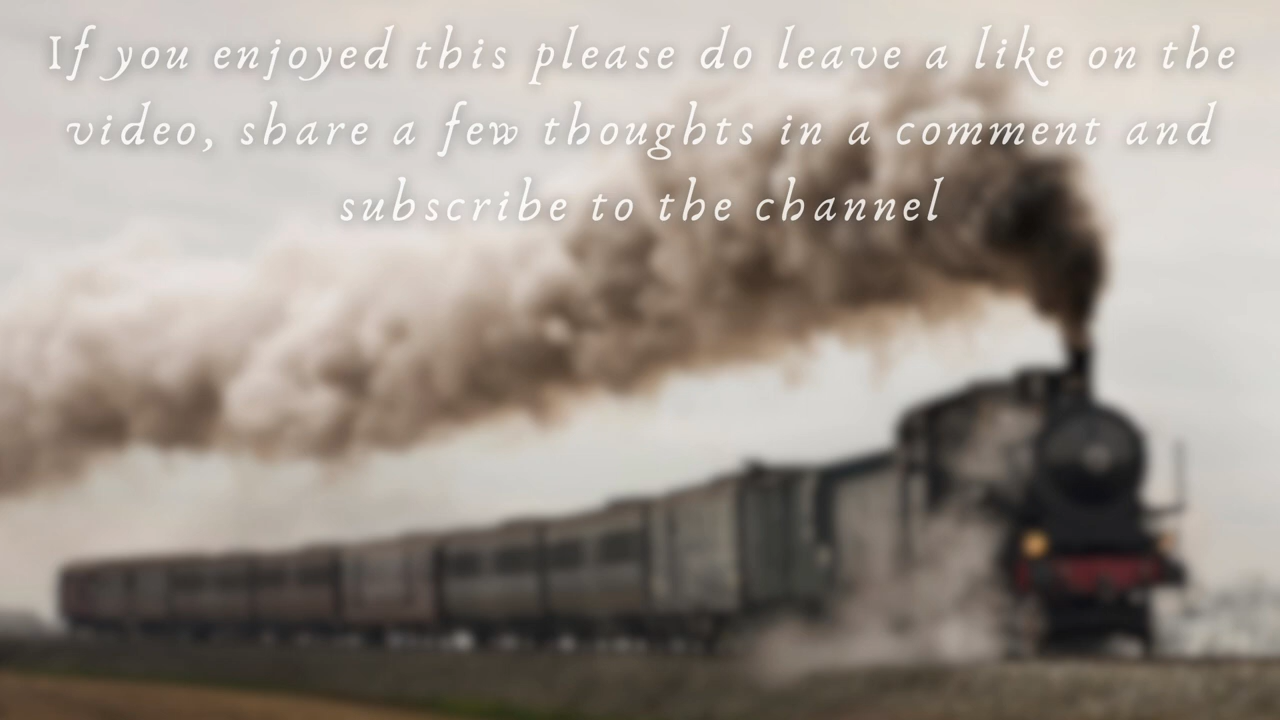 If you enjoyed this please do leave a like on the
video, share a few thoughts in a comment and
subscribe to the channel